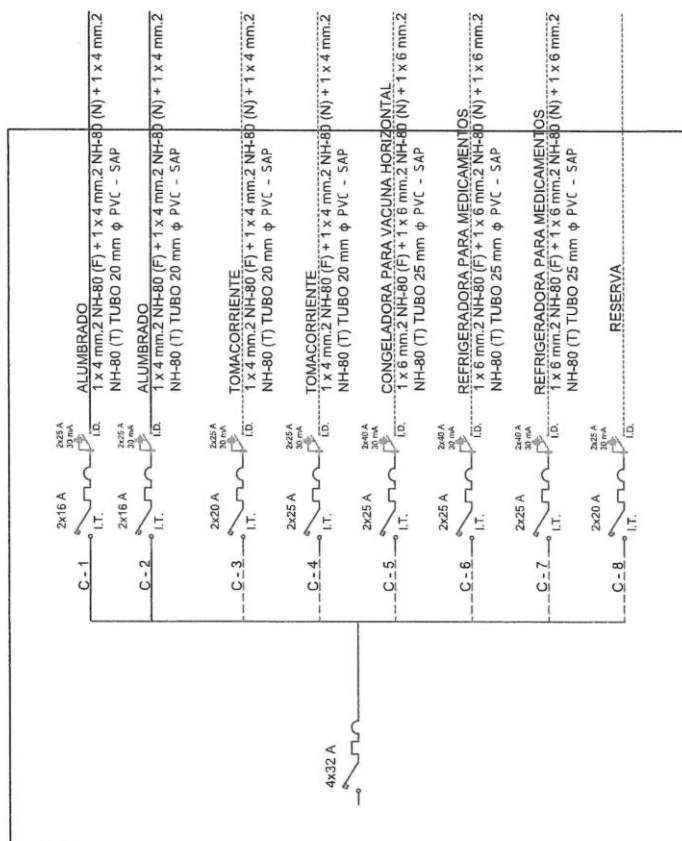 4x32 A
C - 1
2x16 A
I.T.
2x25 A
30 mA
I.D.
ALUMBRADO
1 x 4 mm.2 NH-80 (F) + 1 x 4 mm.2 NH-80 (N) + 1 x 4 mm.2
NH-80 (T) TUBO 20 mm ϕ PVC - SAP
C - 2
2x16 A
I.T.
2x25 A
30 mA
I.D.
ALUMBRADO
1 x 4 mm.2 NH-80 (F) + 1 x 4 mm.2 NH-80 (N) + 1 x 4 mm.2
NH-80 (T) TUBO 20 mm ϕ PVC - SAP
C - 3
2x20 A
I.T.
2x25 A
30 mA
I.D.
TOMACORRIENTE
1 x 4 mm.2 NH-80 (F) + 1 x 4 mm.2 NH-80 (N) + 1 x 4 mm.2
NH-80 (T) TUBO 20 mm ϕ PVC - SAP
C - 4
2x25 A
I.T.
2x25 A
30 mA
I.D.
TOMACORRIENTE
1 x 4 mm.2 NH-80 (F) + 1 x 4 mm.2 NH-80 (N) + 1 x 4 mm.2
NH-80 (T) TUBO 20 mm ϕ PVC - SAP
C - 5
2x25 A
I.T.
2x40 A
30 mA
I.D.
CONGELADORA PARA VACUNA HORIZONTAL
1 x 6 mm.2 NH-80 (F) + 1 x 6 mm.2 NH-80 (N) + 1 x 6 mm.2
NH-80 (T) TUBO 25 mm ϕ PVC - SAP
C - 6
2x25 A
I.T.
2x40 A
30 mA
I.D.
REFRIGERADORA PARA MEDICAMENTOS
1 x 6 mm.2 NH-80 (F) + 1 x 6 mm.2 NH-80 (N) + 1 x 6 mm.2
NH-80 (T) TUBO 25 mm ϕ PVC - SAP
C - 7
2x25 A
I.T.
2x40 A
30 mA
I.D.
REFRIGERADORA PARA MEDICAMENTOS
1 x 6 mm.2 NH-80 (F) + 1 x 6 mm.2 NH-80 (N) + 1 x 6 mm.2
NH-80 (T) TUBO 25 mm ϕ PVC - SAP
C - 8
2x20 A
I.T.
2x25 A
30 mA
I.D.
RESERVA